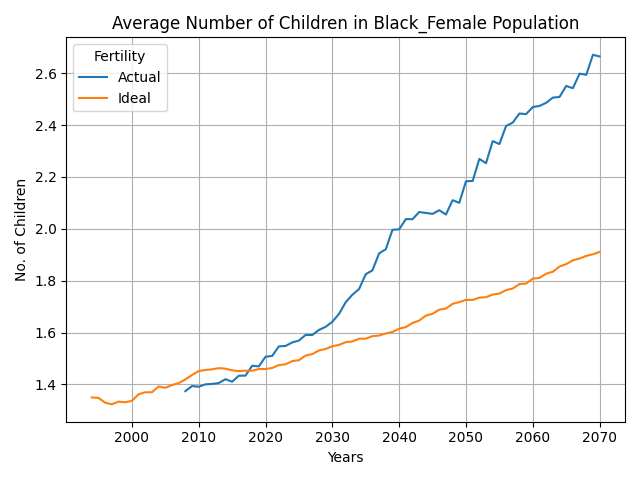 Average Number of Children in Black_Female Population
Fertility
Actual
Ideal
No. of Children
2.6
2.4
2.2
2.0
1.8
1.6
1.4
2000 2010 2020 2030 2040 2050 2060 2070
Years